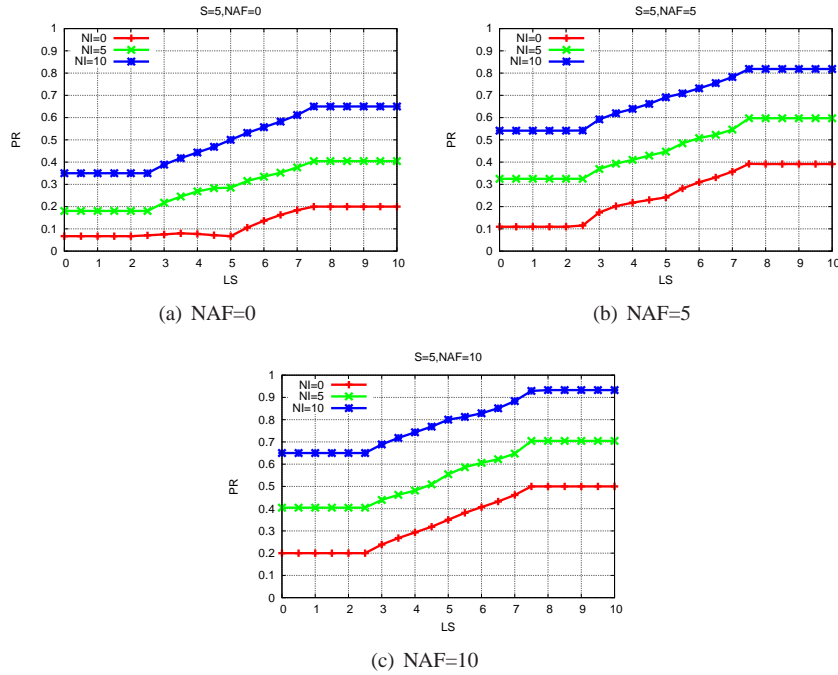 S=5,NAF=0
NI=0
NI=5
NI=10
1
0.9
0.8
0.7
0.6
0.5
0.4
0.3
0.2
0.1
0
PR
0 1 2 3 4 5 6 7 8 9 10
LS
(a) NAF=0
S=5,NAF=5
NI=0
NI=5
NI=10
1
0.9
0.8
0.7
0.6
0.5
0.4
0.3
0.2
0.1
0
PR
0 1 2 3 4 5 6 7 8 9 10
LS
(b) NAF=5
S=5,NAF=10
NI=0
NI=5
NI=10
1
0.9
0.8
0.7
0.6
0.5
0.4
0.3
0.2
0.1
0
PR
0 1 2 3 4 5 6 7 8 9 10
LS
(c) NAF=10